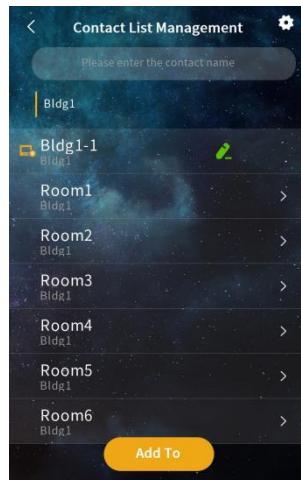 Contact List Management
Please enter the contact name
Bldg1
Bldg1-1
Bldg1
Room1
Bldg1
Room2
Bldg1
Room3
Bldg1
Room4
Bldg1
Room5
Bldg1
Room6
Bldg1
Add To